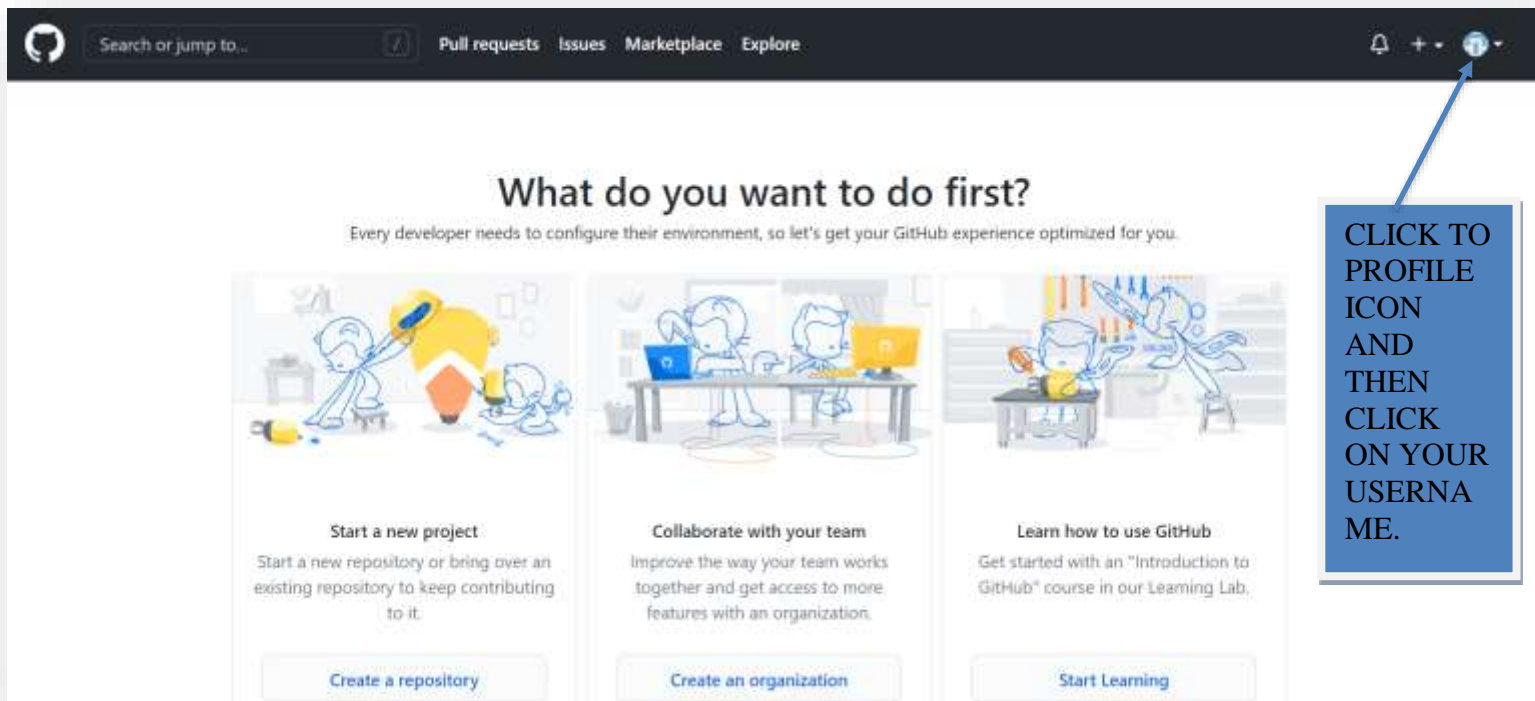 Search or jump to... /
Pull requests Issues Marketplace Explore
What do you want to do first?
Every developer needs to configure their environment, so let's get your GitHub experience optimized for you.
Start a new project
Start a new repository or bring over an
existing repository to keep contributing
to it.
Create a repository
Collaborate with your team
Improve the way your team works
together and get access to more
features with an organization.
Create an organization
Learn how to use GitHub
Get started with an "Introduction to
GitHub" course in our Learning Lab.
Start Learning
CLICK TO
PROFILE
ICON
AND
THEN
CLICK
ON YOUR
USERNA
ME.